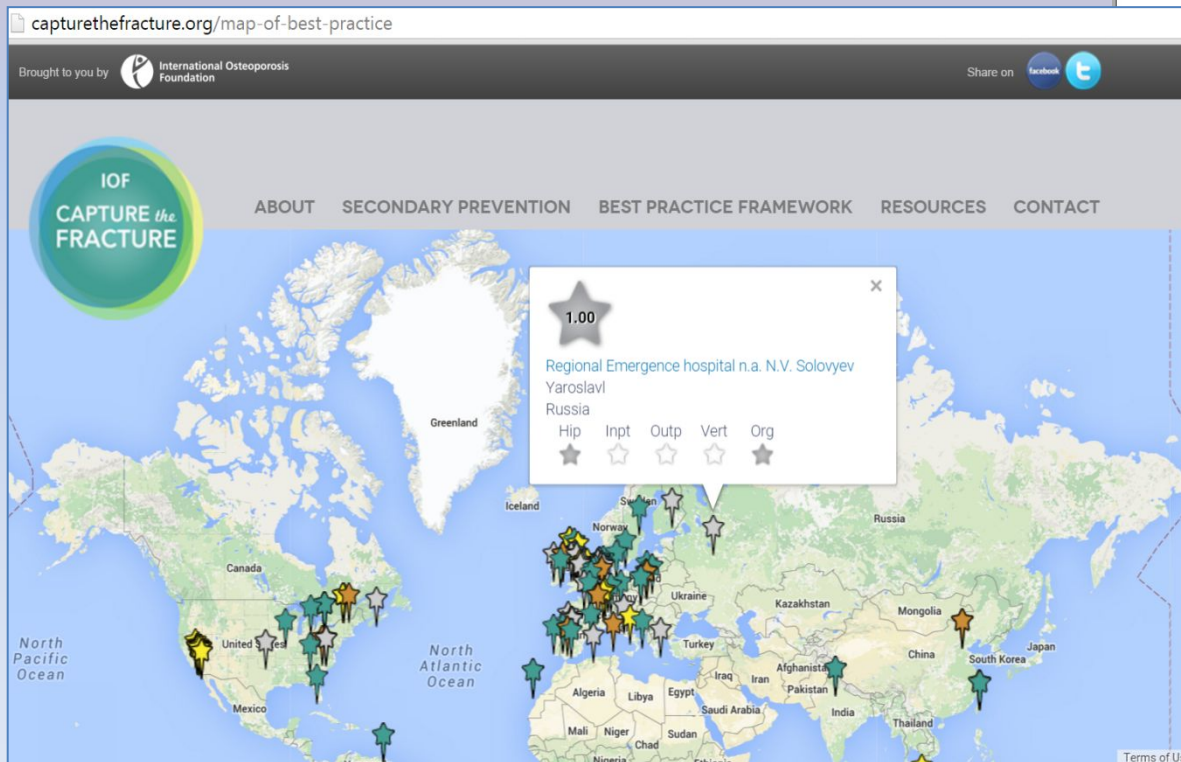 capturethefracture.org/map-of-best-practice
Brought to you by
International Osteoporosis
Foundation
Share on
facebook
IOF
CAPTURE the
FRACTURE
ABOUT SECONDARY PREVENTION BEST PRACTICE FRAMEWORK RESOURCES CONTACT
1.00
×
Regional Emergence hospital n.a. N.V. Solovyev
Yaroslavl
Russia
Hip Inpt Outp Vert Org
Greenland
Iceland
Norway
Russia
Canada
Ukraine
Kazakhstan
Mongolia
North
Pacific
Ocean
United
North
Atlantic
Ocean
Turkey
China
Japan
South Korea
Iraq
Iran
Pakistan
Mexico
Algeria
Libya
Egypt
Saudi Arabia
India
Thailand
Mali
Niger
Chad
Sudan
Nigeria
Terms of